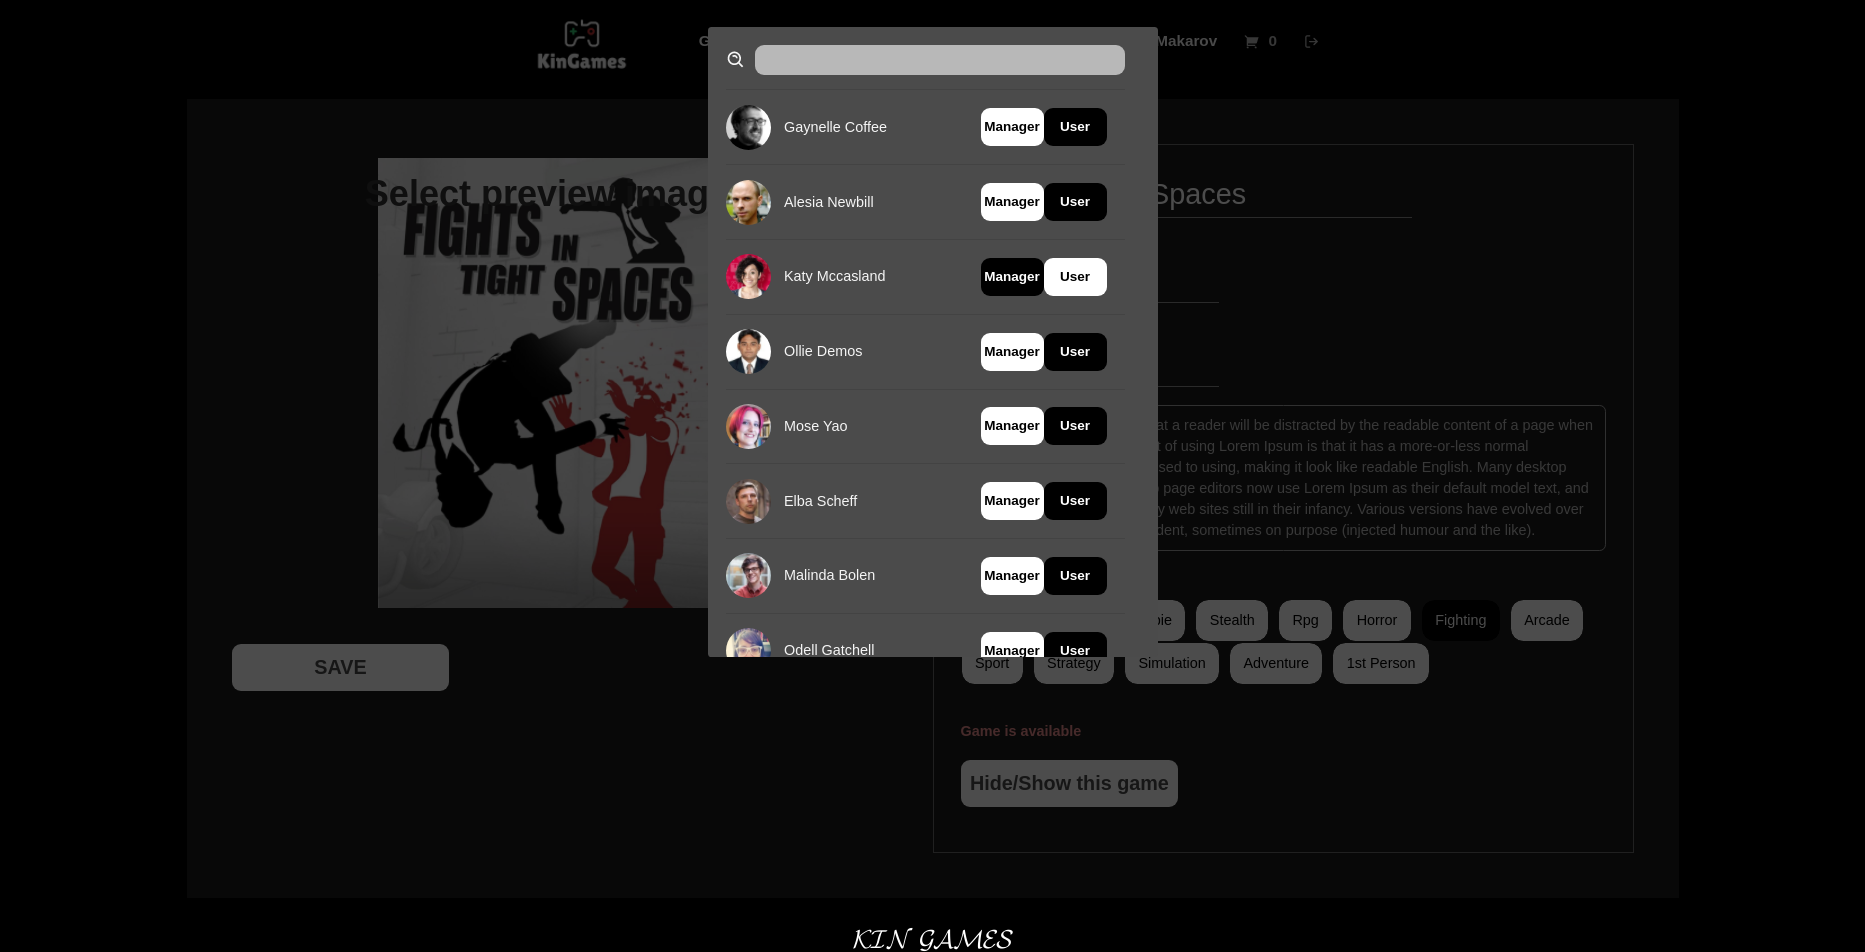 KinGames
G
Makarov
0
Gaynelle Coffee Manager User
Alesia Newbill Manager User
Katy Mccasland Manager User
Ollie Demos Manager User
Mose Yao Manager User
Elba Scheff Manager User
Malinda Bolen Manager User
Odell Gatchell Manager User
Select preview imag
FIGHTS
IN
TIGHT
SPACES
SAVE
Spaces
at a reader will be distracted by the readable content of a page when
t of using Lorem Ipsum is that it has a more-or-less normal
sed to using, making it look like readable English. Many desktop
page editors now use Lorem Ipsum as their default model text, and
y web sites still in their infancy. Various versions have evolved over
dent, sometimes on purpose (injected humour and the like).
bie Stealth Rpg Horror Fighting Arcade
Sport Strategy Simulation Adventure 1st Person
Game is available
Hide/Show this game
KIN GAMES